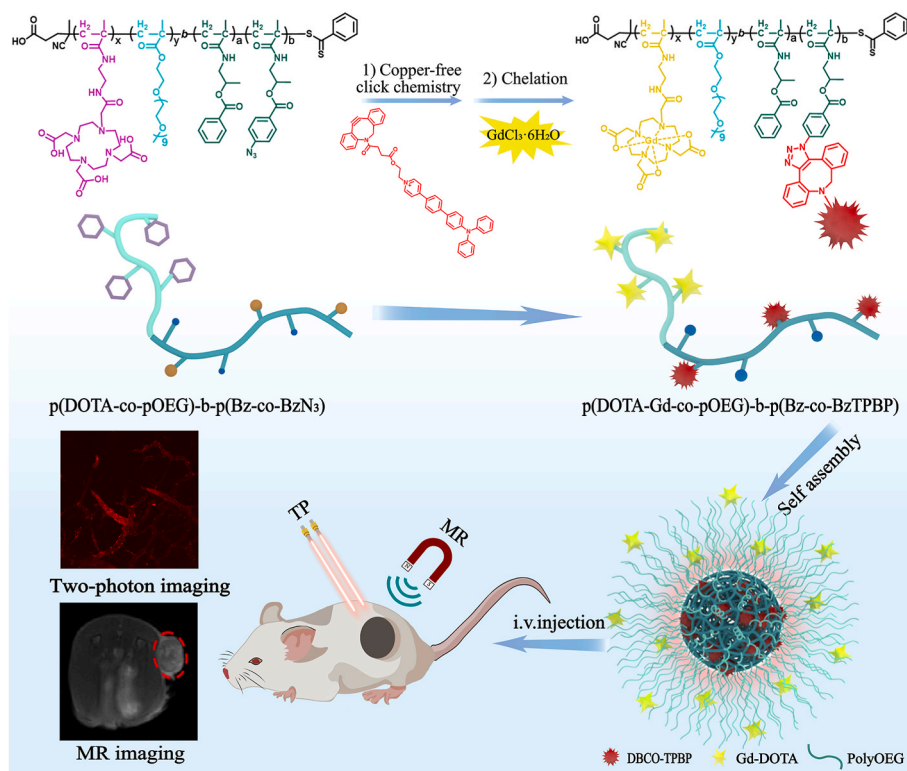 1) Copper-free
click chemistry
2) Chelation
GdCl₃·6H₂O
p(DOTA-co-pOEG)-b-p(Bz-co-BzN₃)
p(DOTA-Gd-co-pOEG)-b-p(Bz-co-BzTPBP)
Self assembly
TP
MR
N
S
Two-photon imaging
i.v.injection
MR imaging
DBCO-TPBP
Gd-DOTA
PolyOEG